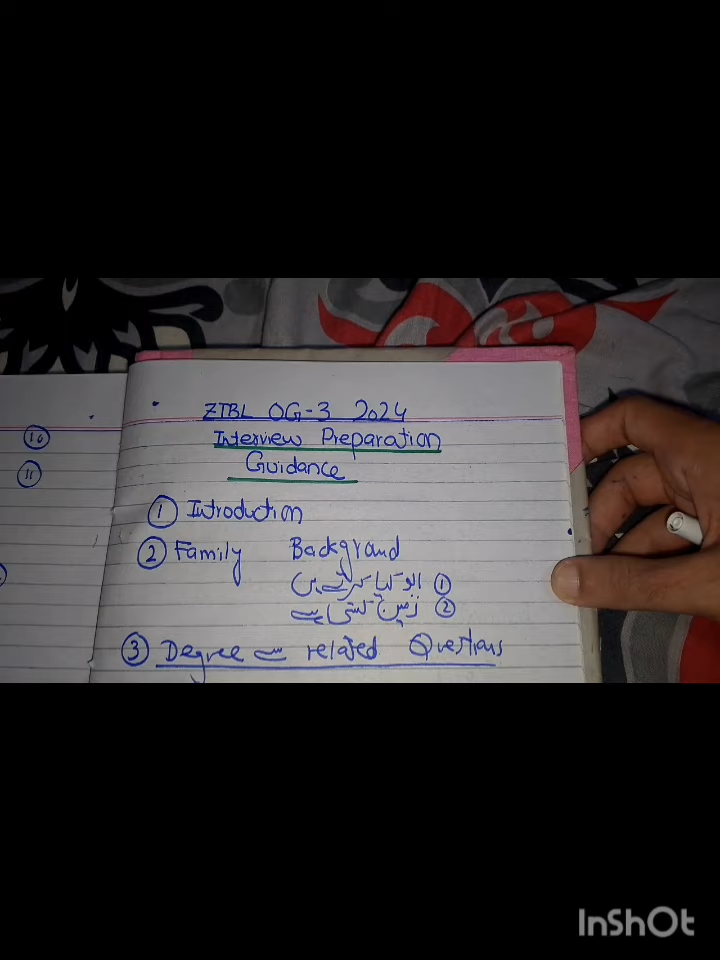 10
11
ZTBL OG-3 2024
Interview Preparation
Guidance
① Introduction
② Family Background
① ابو کیا کرتے ہیں
② زمین کتنی ہے
③ Degree سے related Questions
InShOt